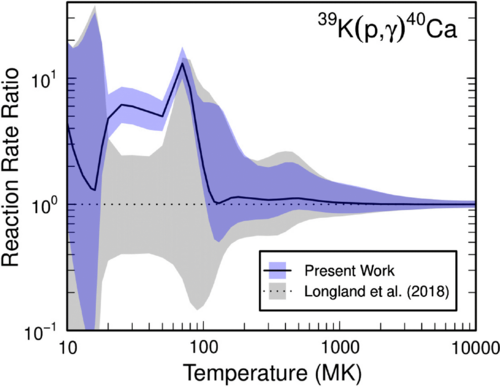 ³⁹K(p,γ)⁴⁰Ca
Reaction Rate Ratio
10¹
10⁰
10⁻¹
Present Work
Longland et al. (2018)
10 100 1000 10000
Temperature (MK)